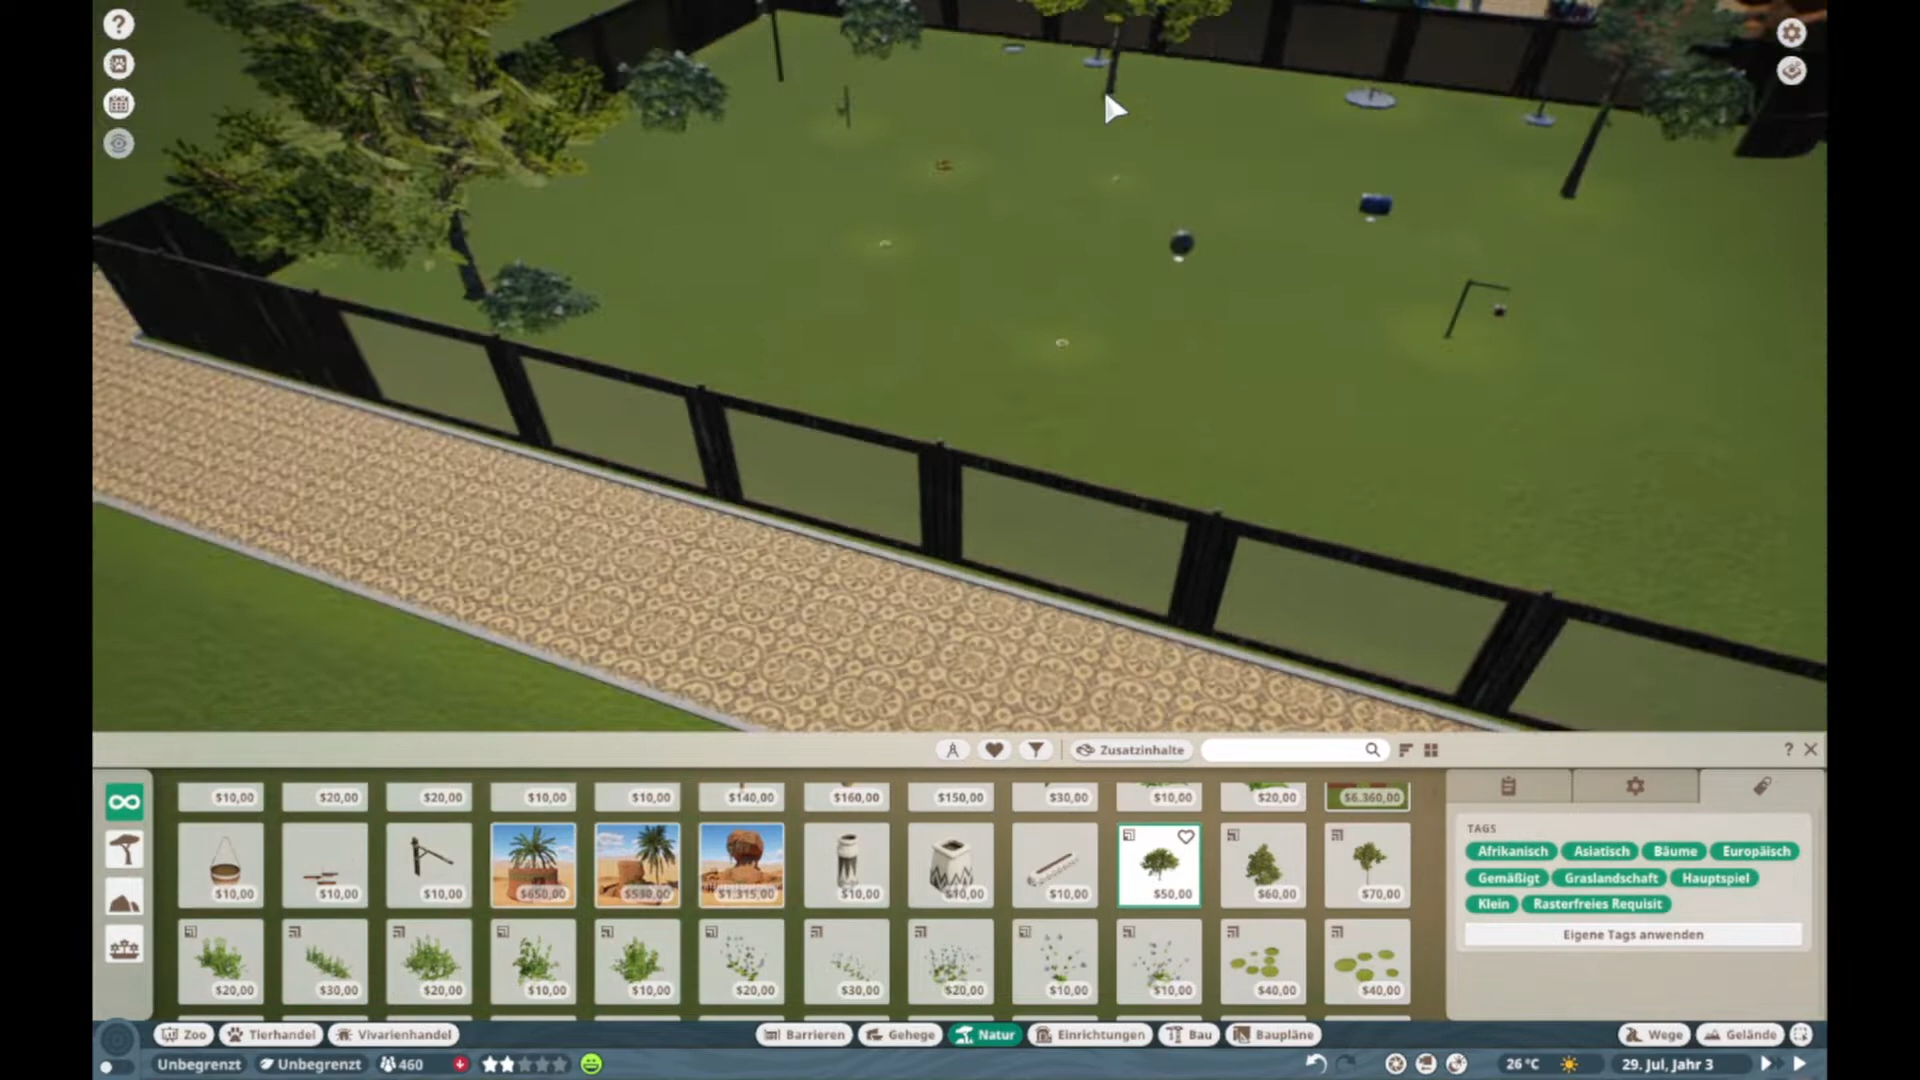 ?
Zusatzinhalte
?
$10,00 $20,00 $20,00 $10,00 $10,00 $140,00 $160,00 $150,00 $30,00 $10,00 $20,00 $6.360,00
$10,00 $10,00 $10,00 $650,00 $530,00 $1.315,00 $10,00 $10,00 $10,00 $50,00 $60,00 $70,00
$20,00 $30,00 $20,00 $10,00 $10,00 $20,00 $30,00 $20,00 $10,00 $10,00 $40,00 $40,00
TAGS
Afrikanisch Asiatisch Bäume Europäisch
Gemäßigt Graslandschaft Hauptspiel
Klein Rasterfreies Requisit
Eigene Tags anwenden
Zoo Tierhandel Vivarienhandel Barrieren Gehege Natur Einrichtungen Bau Baupläne Wege Gelände
Unbegrenzt Unbegrenzt 460 26 °C 29. Jul, Jahr 3